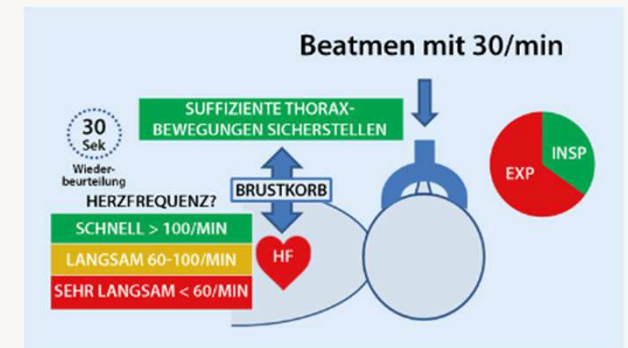 Beatmen mit 30/min
SUFFIZIENTE THORAX-
BEWEGUNGEN SICHERSTELLEN
30
Sek
Wieder-
beurteilung
HERZFREQUENZ?
SCHNELL > 100/MIN
LANGSAM 60-100/MIN
SEHR LANGSAM < 60/MIN
BRUSTKORB
HF
INSP
EXP